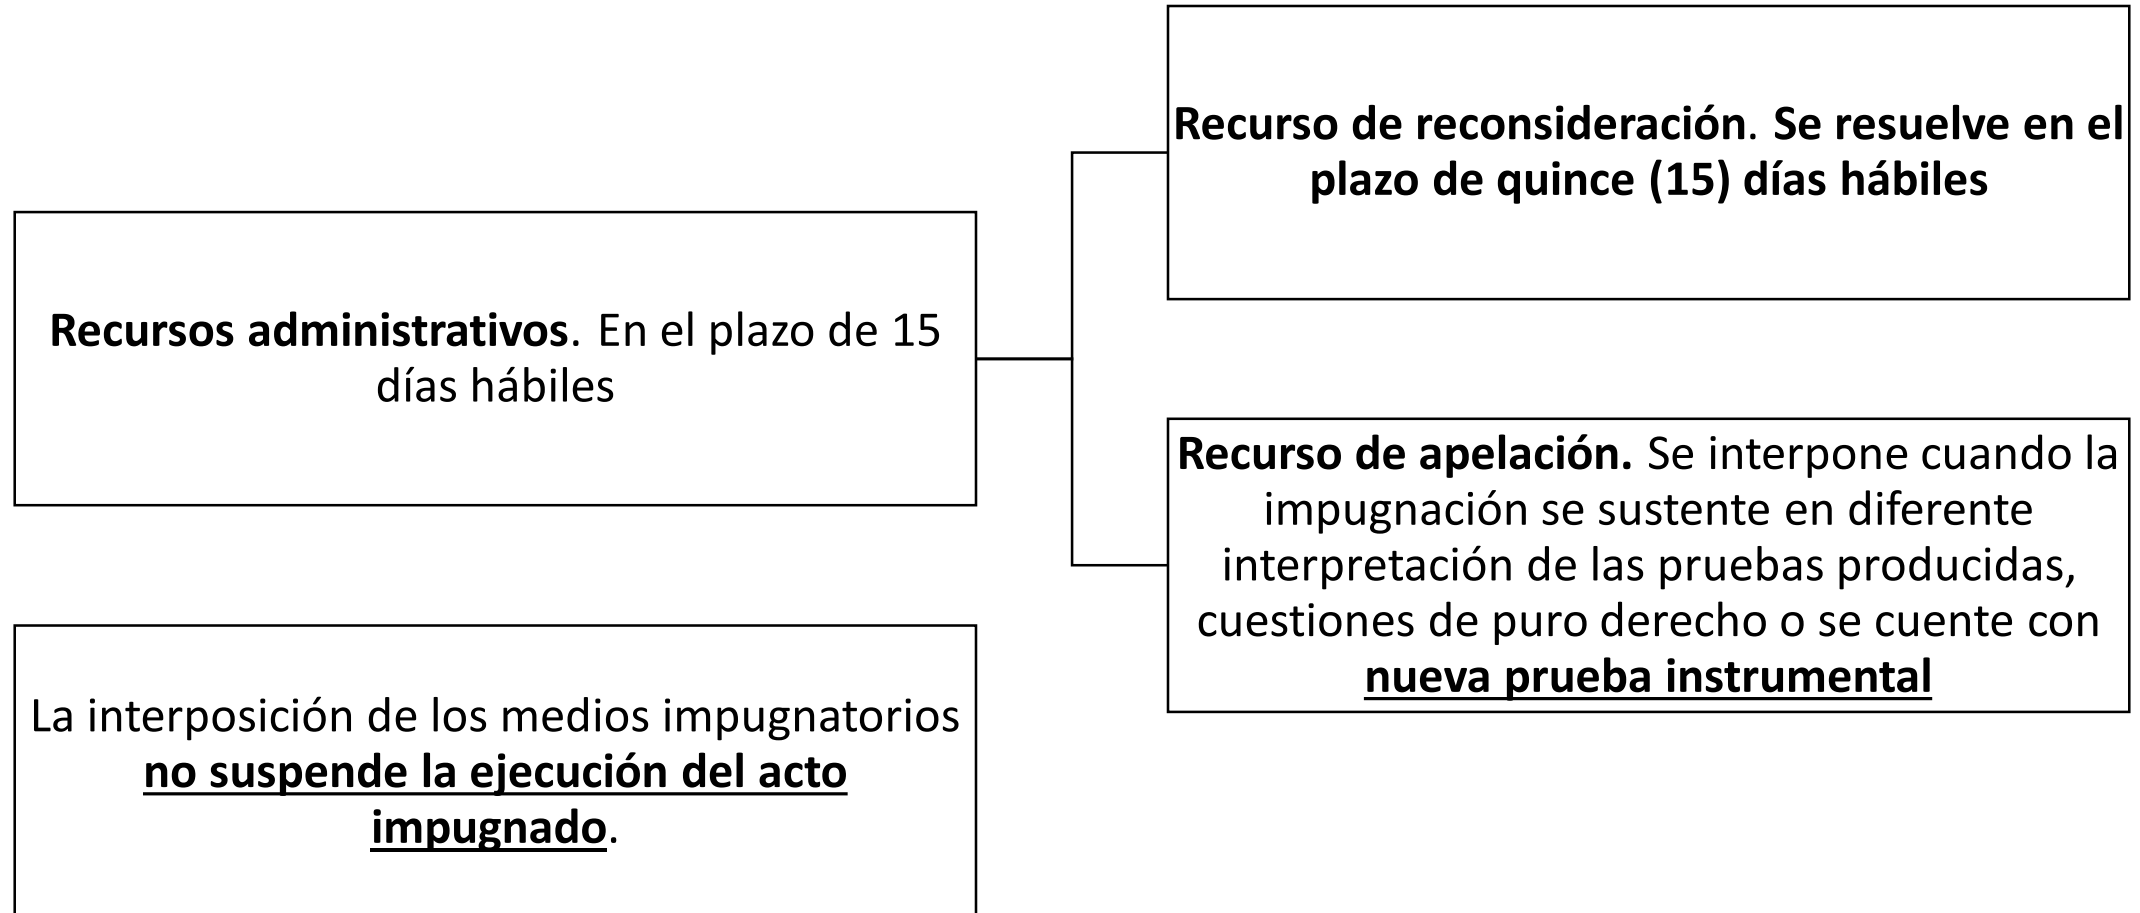 Recursos administrativos. En el plazo de 15
días hábiles
Recurso de reconsideración. Se resuelve en el
plazo de quince (15) días hábiles
Recurso de apelación. Se interpone cuando la
impugnación se sustente en diferente
interpretación de las pruebas producidas,
cuestiones de puro derecho o se cuente con
nueva prueba instrumental
La interposición de los medios impugnatorios
no suspende la ejecución del acto
impugnado.